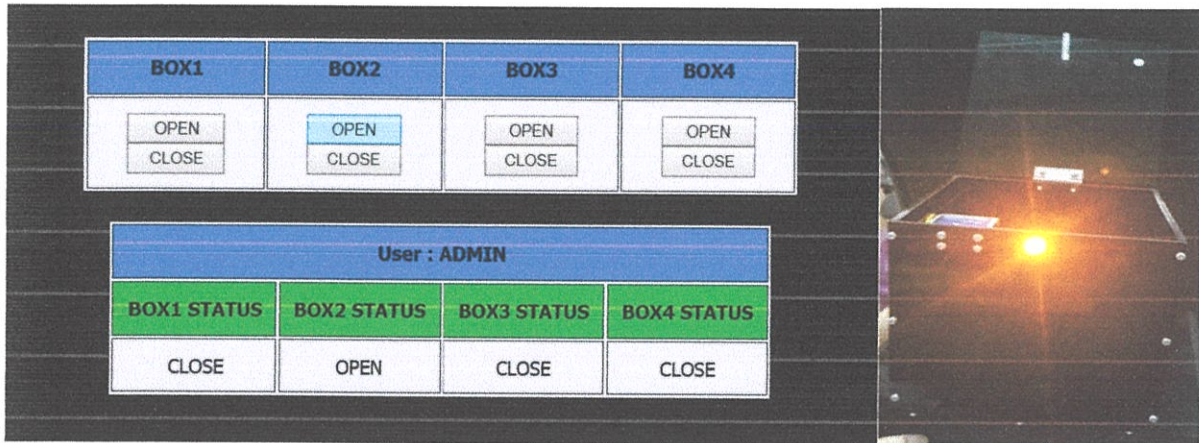 BOX1 BOX2 BOX3 BOX4
OPEN OPEN OPEN OPEN
CLOSE CLOSE CLOSE CLOSE
User : ADMIN
BOX1 STATUS BOX2 STATUS BOX3 STATUS BOX4 STATUS
CLOSE OPEN CLOSE CLOSE